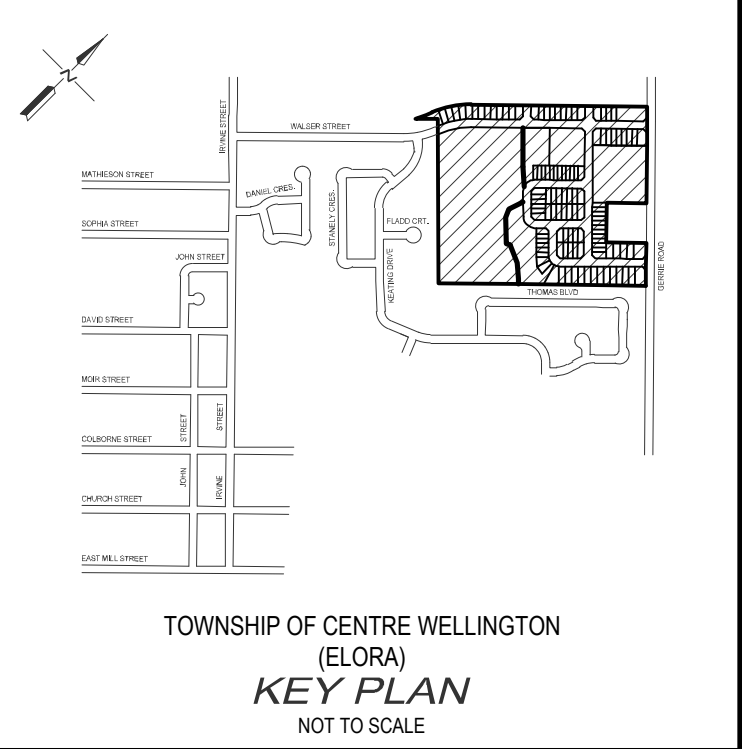 N
IRVINE STREET
WALSER STREET
MATHIESON STREET
DANIEL CRES.
STANELY CRES.
SOPHIA STREET
FLADD CRT.
JOHN STREET
KEATING DRIVE
GERRIE ROAD
THOMAS BLVD
DAVID STREET
MOIR STREET
JOHN STREET
IRVINE STREET
COLBORNE STREET
CHURCH STREET
EAST MILL STREET
TOWNSHIP OF CENTRE WELLINGTON
(ELORA)
KEY PLAN
NOT TO SCALE